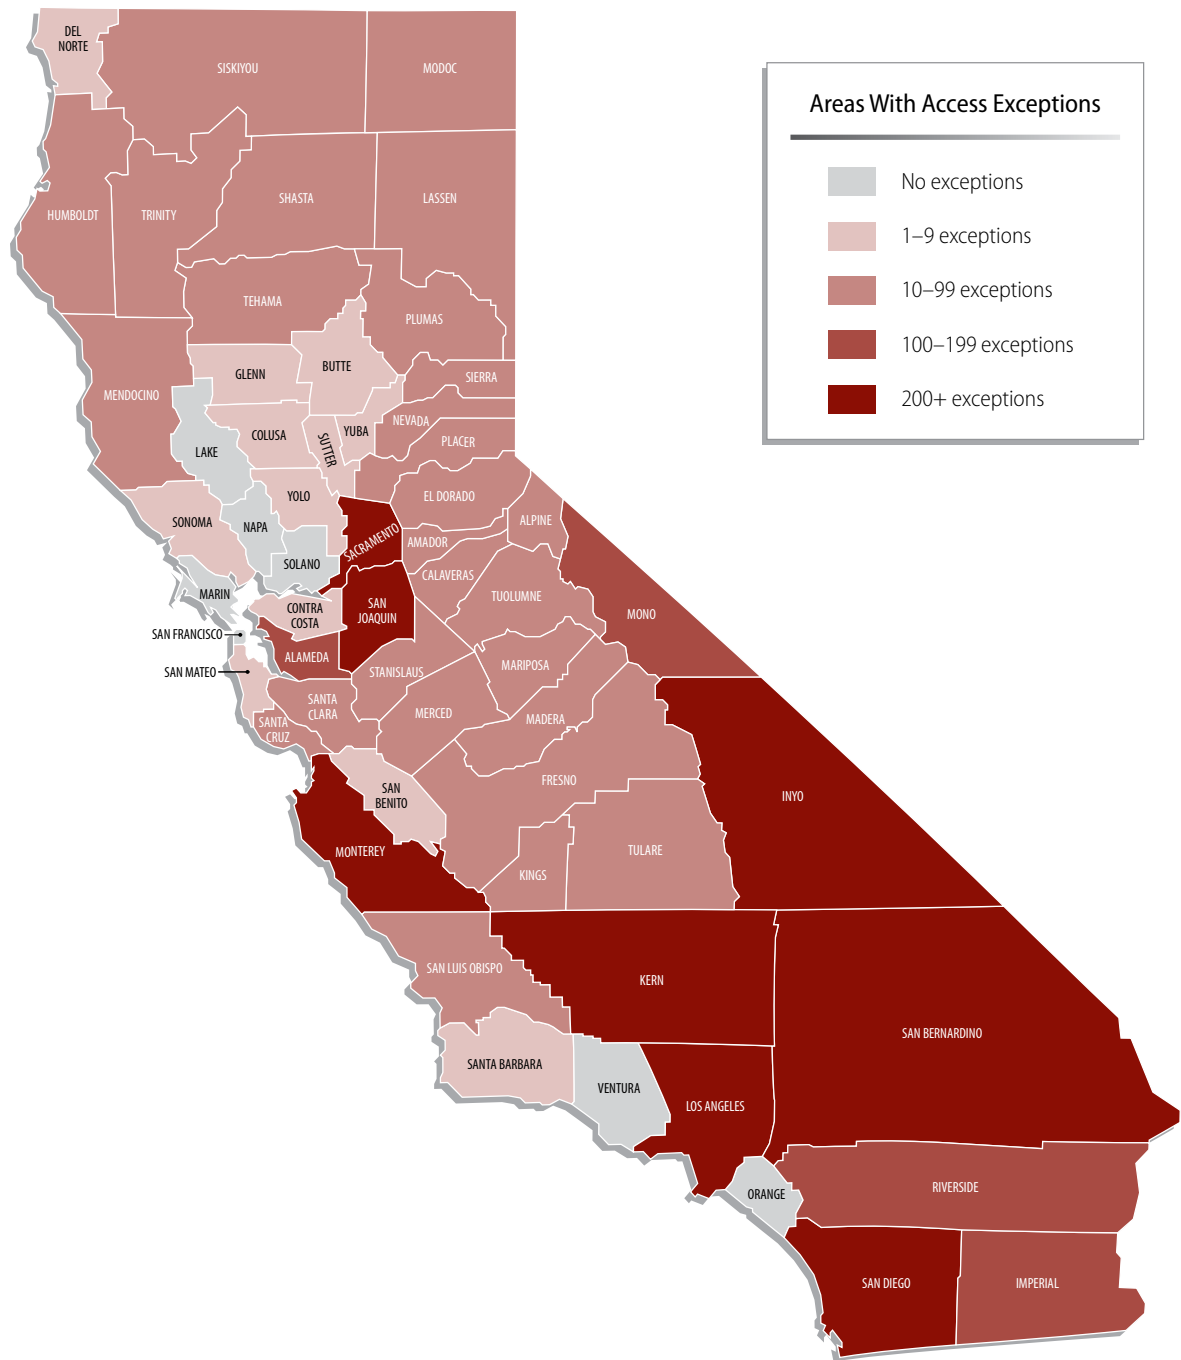 DEL
NORTE
SISKIYOU
MODOC
Areas With Access Exceptions
No exceptions
1–9 exceptions
10–99 exceptions
100–199 exceptions
200+ exceptions
HUMBOLDT
TRINITY
SHASTA
LASSEN
TEHAMA
PLUMAS
MENDOCINO
GLENN
BUTTE
SIERRA
LAKE
COLUSA
SUTTER
YUBA
NEVADA
PLACER
SONOMA
NAPA
YOLO
EL DORADO
SOLANO
SACRAMENTO
AMADOR
ALPINE
MARIN
CALAVERAS
TUOLUMNE
MONO
CONTRA
COSTA
SAN
JOAQUIN
SAN FRANCISCO
ALAMEDA
SAN MATEO
STANISLAUS
MARIPOSA
SANTA
CLARA
SANTA
CRUZ
MERCED
MADERA
SAN
BENITO
FRESNO
INYO
MONTEREY
KINGS
TULARE
SAN LUIS OBISPO
KERN
SAN BERNARDINO
SANTA BARBARA
VENTURA
LOS ANGELES
ORANGE
RIVERSIDE
SAN DIEGO
IMPERIAL